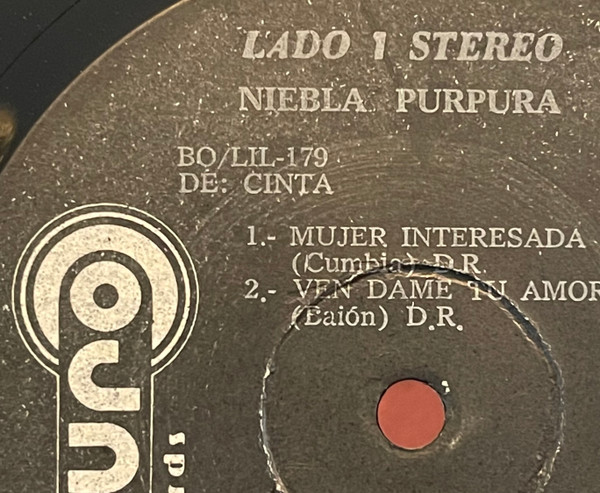 LADO 1 STEREO
NIEBLA PURPURA
BO/LIL-179
DE: CINTA
1.- MUJER INTERESADA
(Cumbia) D.R.
2.- VEN DAME TU AMOR
(Baión) D.R.